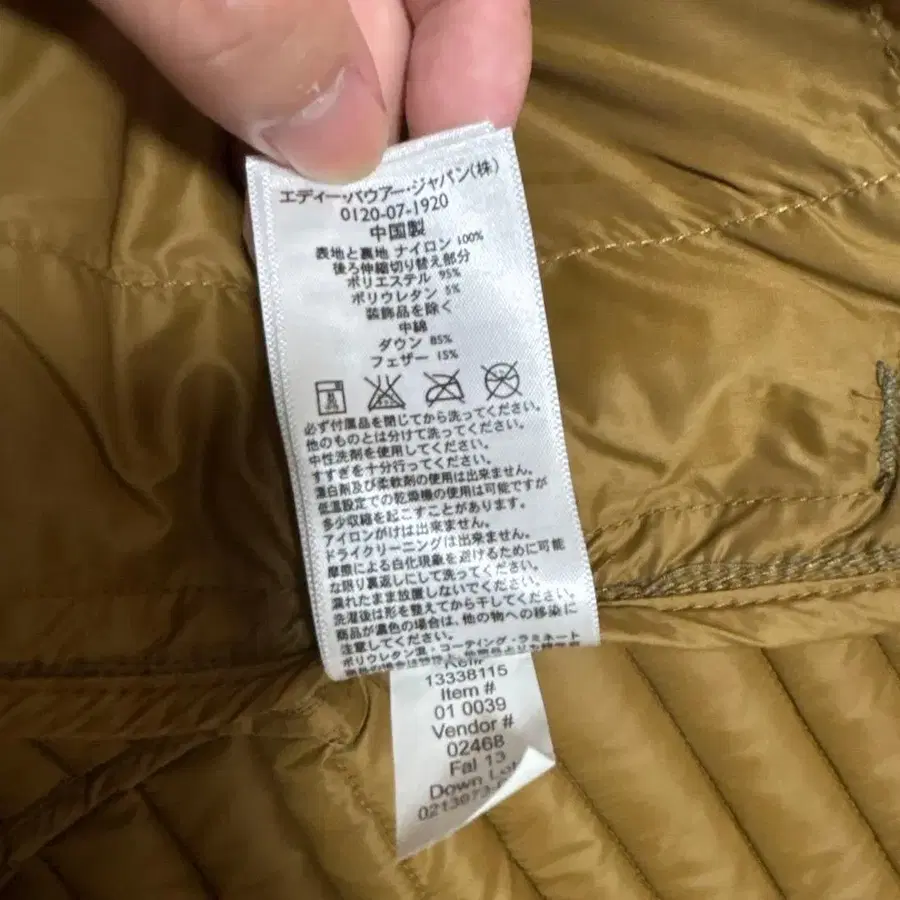 エディー・バウアー・ジャパン(株)
0120-07-1920
中国製
表地と裏地 ナイロン 100%
後ろ伸縮切り替え部分
ポリエステル 95%
ポリウレタン 5%
装飾品を除く
中綿
ダウン 85%
フェザー 15%
必ず付属品を閉じてから洗ってください。
他のものとは分けて洗ってください。
中性洗剤を使用してください。
すすぎを十分行ってください。
漂白剤及び柔軟剤の使用は出来ません。
低温設定での乾燥機の使用は可能ですが
多少収縮を起こすことがあります。
アイロンがけは出来ません。
ドライクリーニングは出来ません。
摩擦による白化現象を避けるために可能
な限り裏返しにして洗ってください。
濡れたまま放置しないでください。
洗濯後は形を整えてから干してください。
商品が濃色の場合は、他の物への移染に
注意してください。
ポリウレタン混・コーティング・ラミネート
13338115
Item #
01 0039
Vendor #
0246B
Fal 13
Down Lot